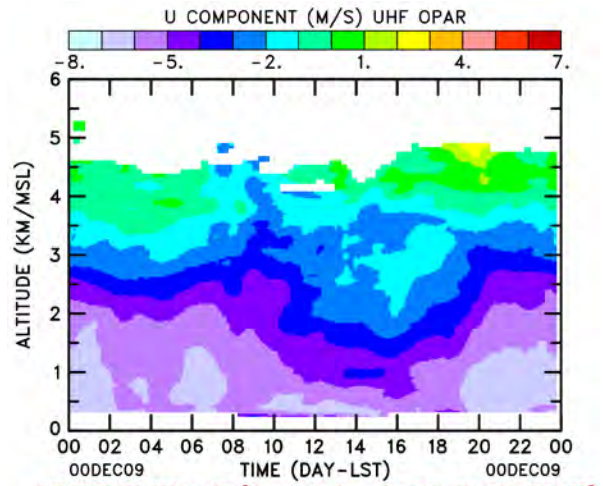 U COMPONENT (M/S) UHF OPAR
-8. -5. -2. 1. 4. 7.
6
5
4
3
2
1
0
ALTITUDE (KM/MSL)
00 02 04 06 08 10 12 14 16 18 20 22 00
00DEC09 TIME (DAY-LST) 00DEC09